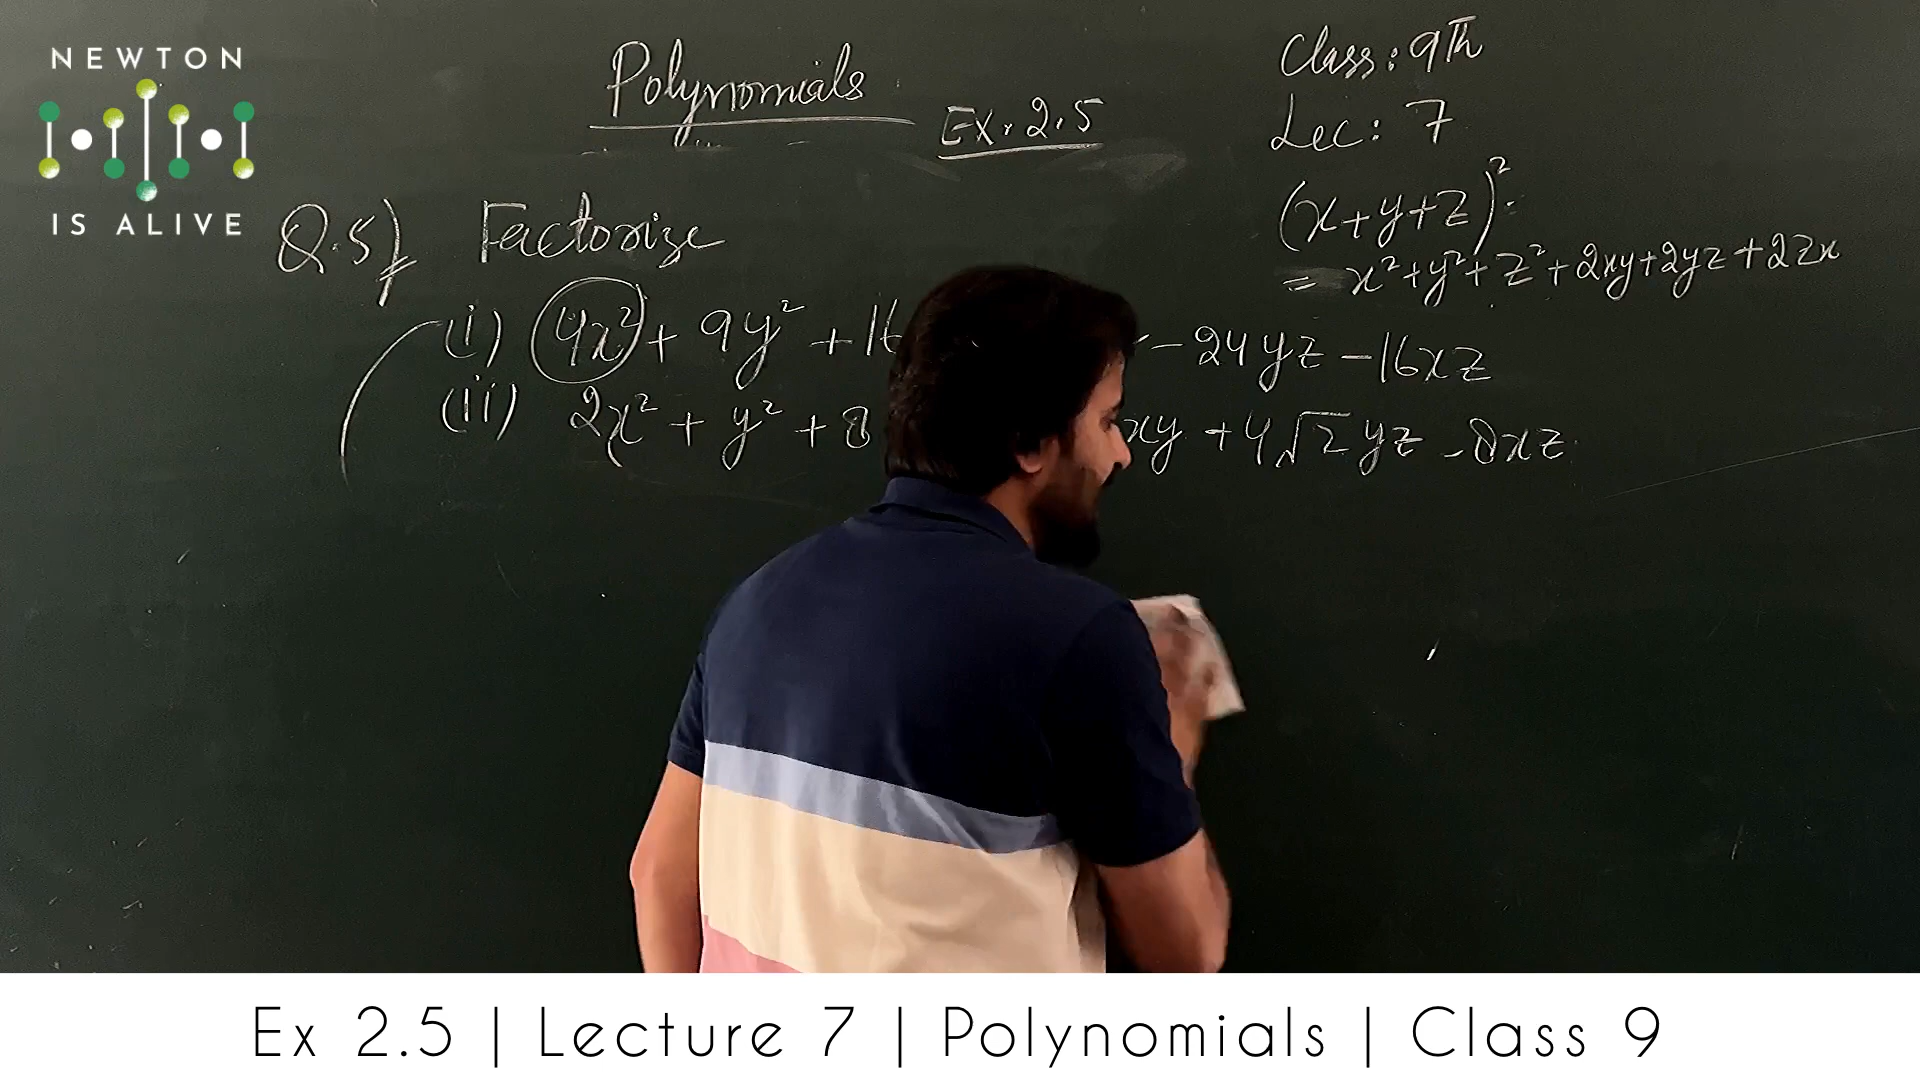 NEWTON
IS ALIVE
Polynomials
EX. 2.5
Class: 9Th
Lec: 7
(x+y+z)²
= x²+y²+z²+2xy+2yz+2zx
Q.5) Factorize
(i) 4x² + 9y² + 16 - 24yz - 16xz
(ii) 2x² + y² + 8 xy + 4√2 yz - 8xz
Ex 2.5 | Lecture 7 | Polynomials | Class 9